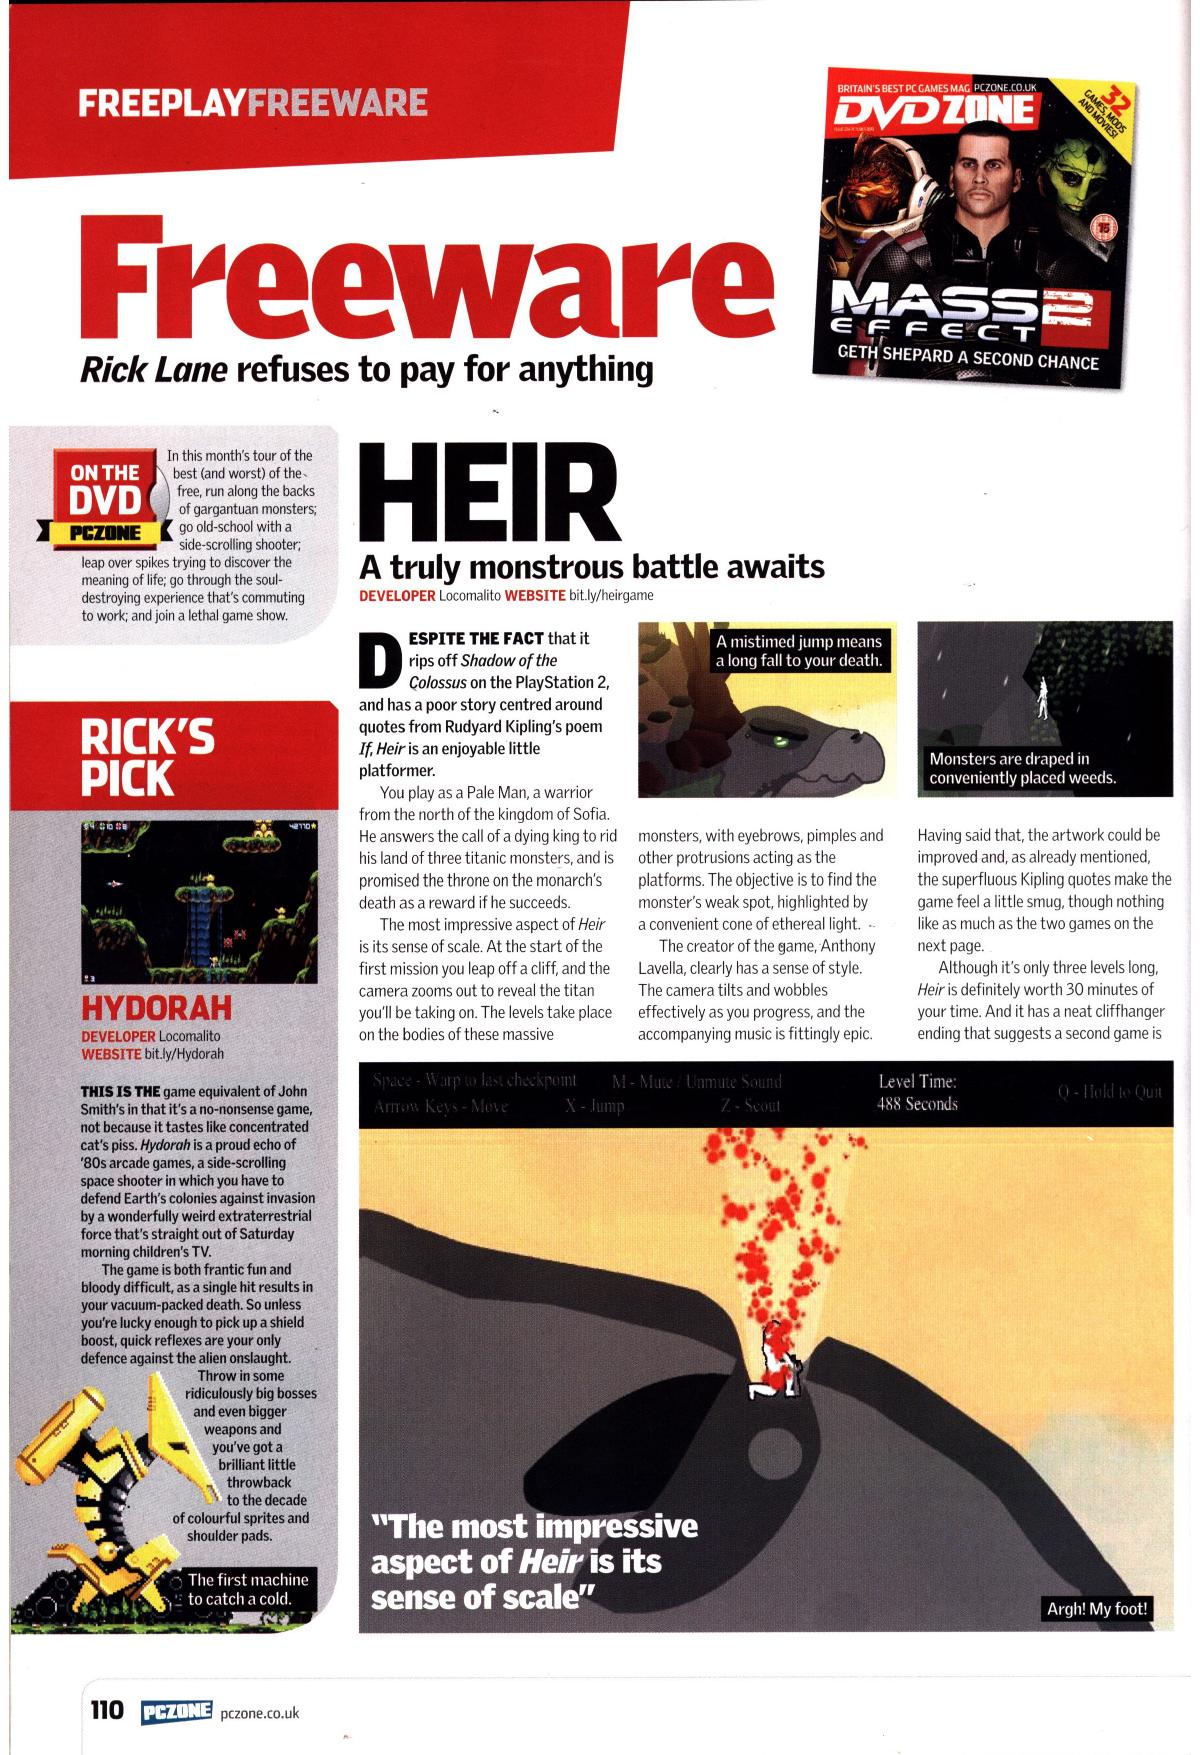 FREEPLAYFREEWARE
BRITAIN'S BEST PC GAMES MAG PCZONE.CO.UK
DVD ZONE
32
GAMES, MODS
AND MOVIES!
15
MASS 2
EFFECT
GETH SHEPARD A SECOND CHANCE
Freeware
Rick Lane refuses to pay for anything
ON THE
DVD
PCZONE
In this month's tour of the
best (and worst) of the
free, run along the backs
of gargantuan monsters;
go old-school with a
side-scrolling shooter;
leap over spikes trying to discover the
meaning of life; go through the soul-
destroying experience that's commuting
to work; and join a lethal game show.
RICK'S
PICK
42770
HYDORAH
DEVELOPER Locomalito
WEBSITE bit.ly/Hydorah
THIS IS THE game equivalent of John
Smith's in that it's a no-nonsense game,
not because it tastes like concentrated
cat's piss. Hydorah is a proud echo of
'80s arcade games, a side-scrolling
space shooter in which you have to
defend Earth's colonies against invasion
by a wonderfully weird extraterrestrial
force that's straight out of Saturday
morning children's TV.
The game is both frantic fun and
bloody difficult, as a single hit results in
your vacuum-packed death. So unless
you're lucky enough to pick up a shield
boost, quick reflexes are your only
defence against the alien onslaught.
Throw in some
ridiculously big bosses
and even bigger
weapons and
you've got a
brilliant little
throwback
to the decade
of colourful sprites and
shoulder pads.
The first machine
to catch a cold.
HEIR
A truly monstrous battle awaits
DEVELOPER Locomalito WEBSITE bit.ly/heirgame
DESPITE THE FACT that it
rips off Shadow of the
Colossus on the PlayStation 2,
and has a poor story centred around
quotes from Rudyard Kipling's poem
If, Heir is an enjoyable little
platformer.
You play as a Pale Man, a warrior
from the north of the kingdom of Sofia.
He answers the call of a dying king to rid
his land of three titanic monsters, and is
promised the throne on the monarch's
death as a reward if he succeeds.
The most impressive aspect of Heir
is its sense of scale. At the start of the
first mission you leap off a cliff, and the
camera zooms out to reveal the titan
you'll be taking on. The levels take place
on the bodies of these massive
A mistimed jump means
a long fall to your death.
monsters, with eyebrows, pimples and
other protrusions acting as the
platforms. The objective is to find the
monster's weak spot, highlighted by
a convenient cone of ethereal light.
The creator of the game, Anthony
Lavella, clearly has a sense of style.
The camera tilts and wobbles
effectively as you progress, and the
accompanying music is fittingly epic.
Monsters are draped in
conveniently placed weeds.
Having said that, the artwork could be
improved and, as already mentioned,
the superfluous Kipling quotes make the
game feel a little smug, though nothing
like as much as the two games on the
next page.
Although it's only three levels long,
Heir is definitely worth 30 minutes of
your time. And it has a neat cliffhanger
ending that suggests a second game is
Space - Warp to last checkpoint M - Mute / Unmute Sound Level Time: Q - Hold to Quit
Arrrow Keys - Move X - Jump Z - Scout 488 Seconds
"The most impressive
aspect of Heir is its
sense of scale"
Argh! My foot!
110 PCZONE pczone.co.uk